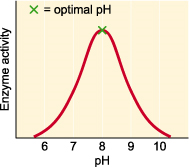 × = optimal pH
Enzyme activity
6 7 8 9 10
pH